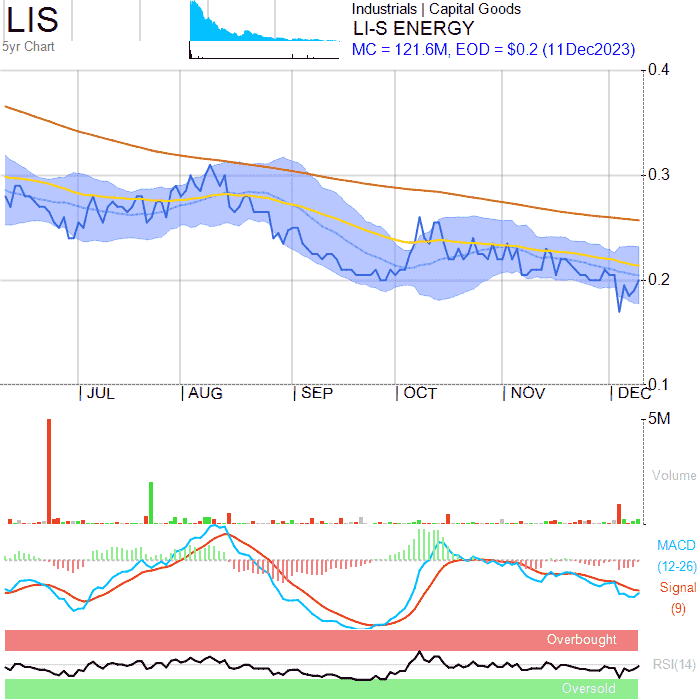 LIS
5yr Chart
Industrials | Capital Goods
LI-S ENERGY
MC = 121.6M, EOD = $0.2 (11Dec2023)
0.4
0.3
0.2
0.1
| JUL | AUG | SEP | OCT | NOV | DEC
5M
Volume
MACD
(12-26)
Signal
(9)
Overbought
RSI(14)
Oversold